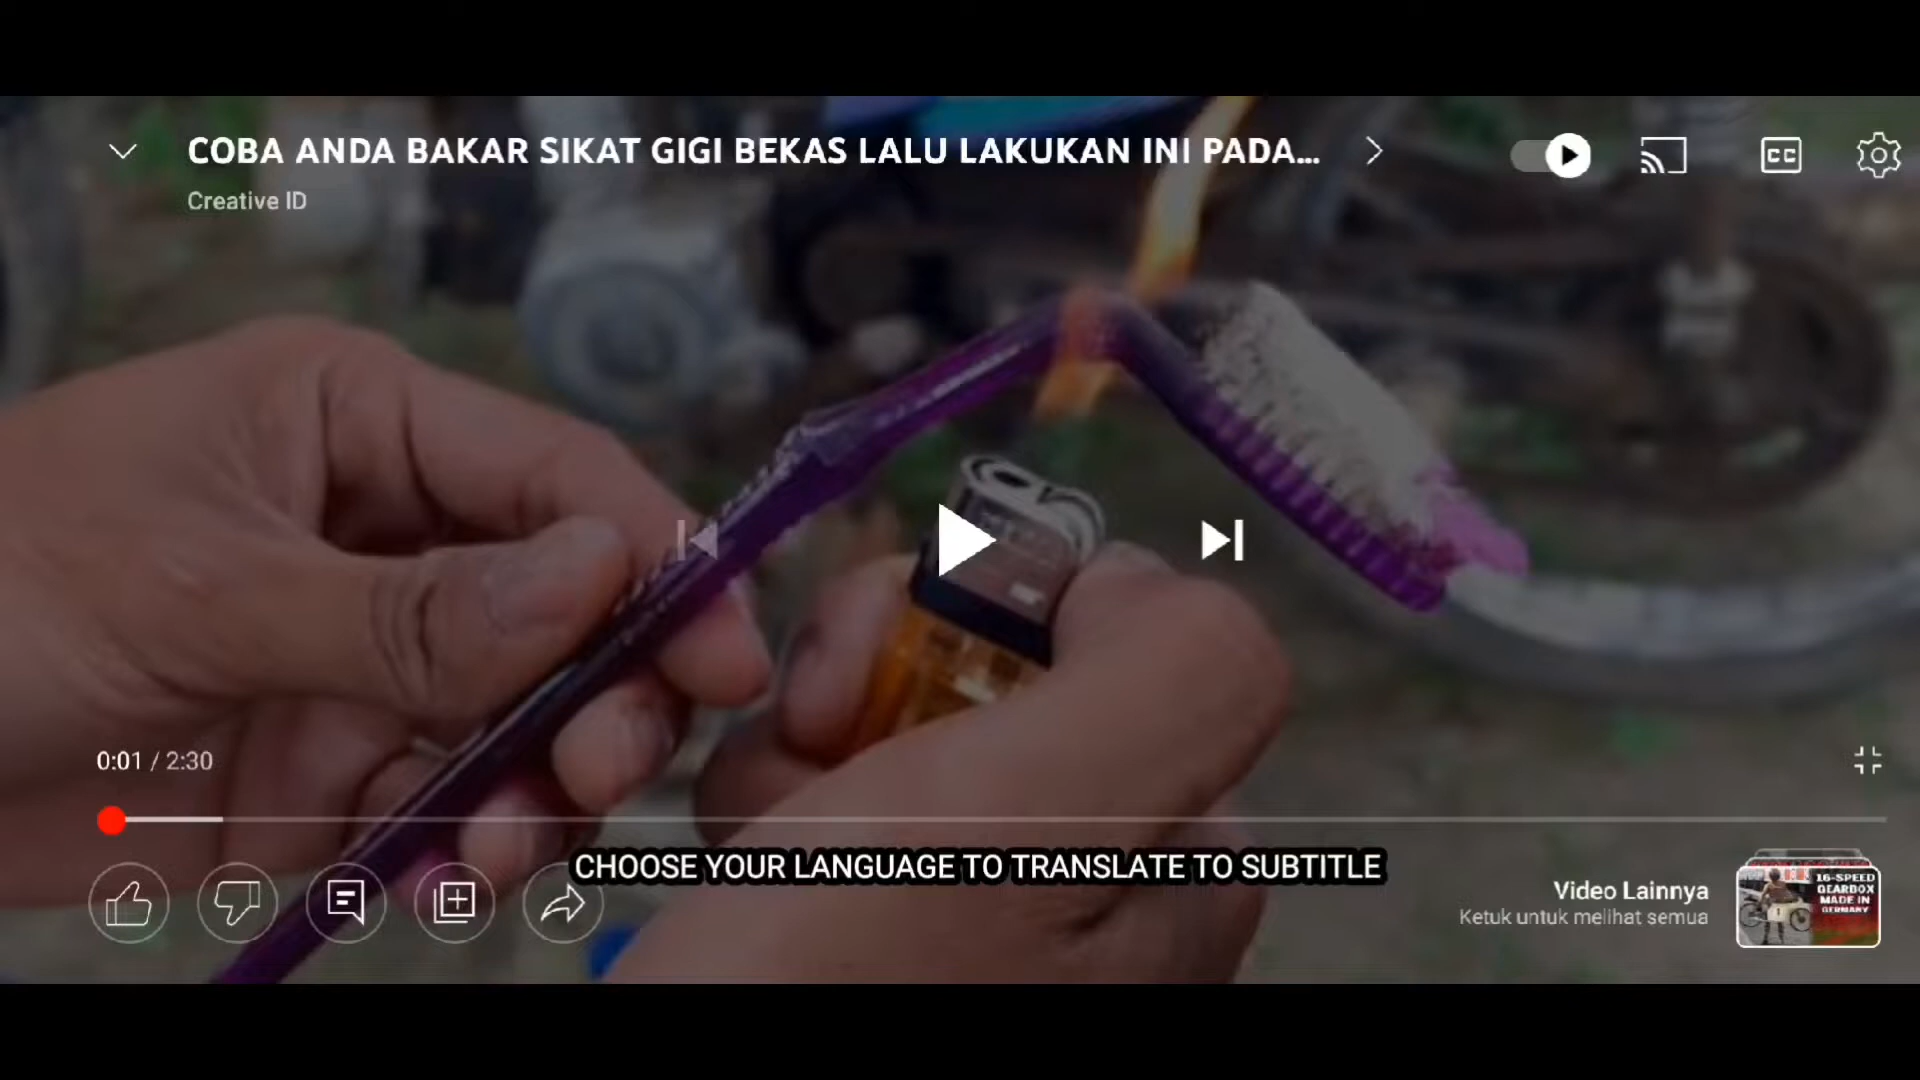 COBA ANDA BAKAR SIKAT GIGI BEKAS LALU LAKUKAN INI PADA...
Creative ID
CC
0:01 / 2:30
CHOOSE YOUR LANGUAGE TO TRANSLATE TO SUBTITLE
Video Lainnya
Ketuk untuk melihat semua
16-SPEED
GEARBOX
MADE IN
GERMANY